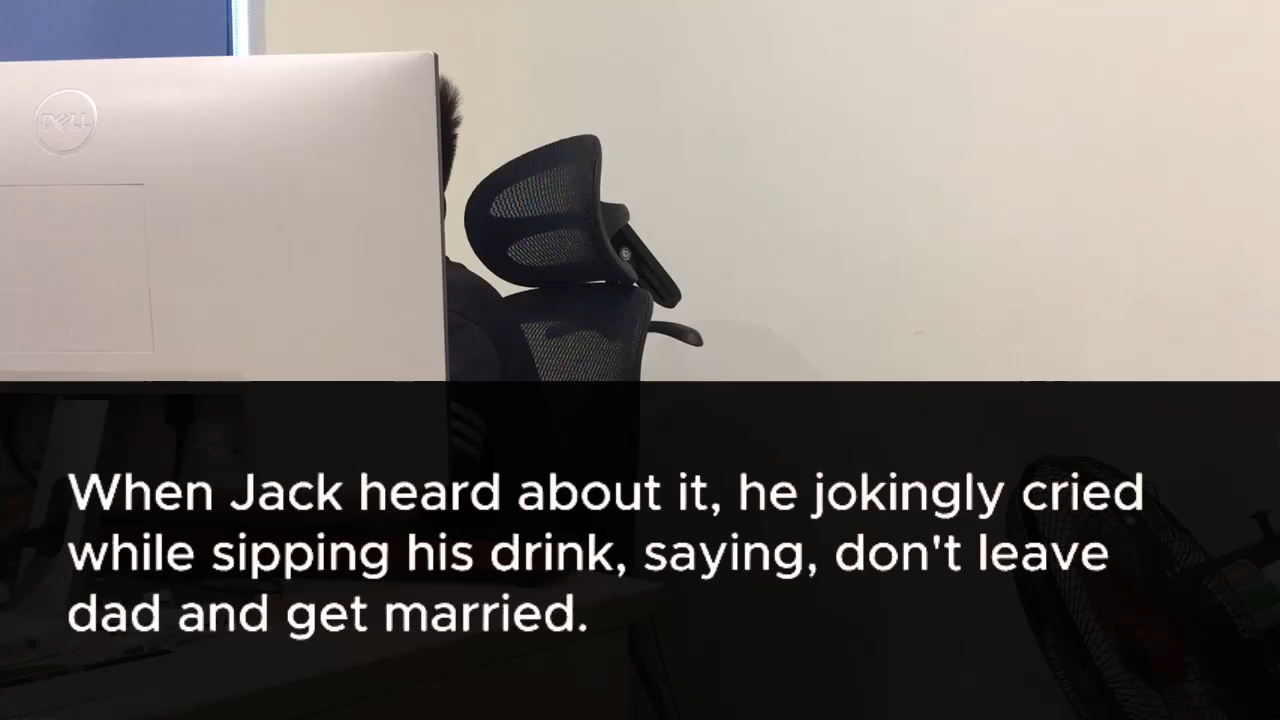 DELL
When Jack heard about it, he jokingly cried
while sipping his drink, saying, don't leave
dad and get married.